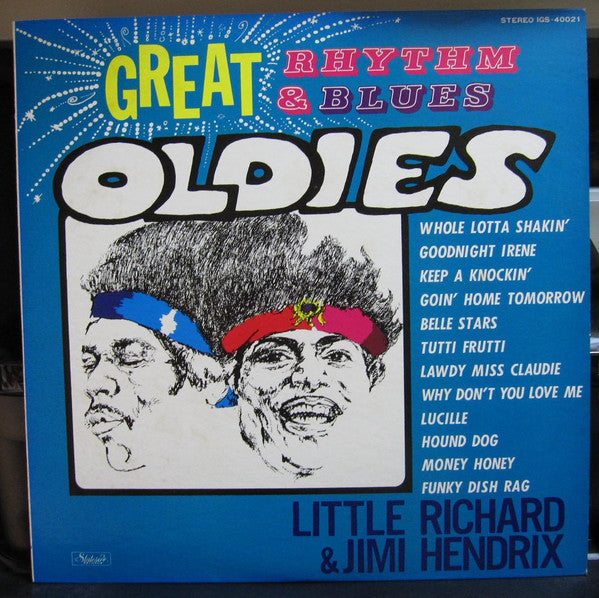 STEREO IGS-40021
GREAT RHYTHM
& BLUES
OLDIES
WHOLE LOTTA SHAKIN'
GOODNIGHT IRENE
KEEP A KNOCKIN'
GOIN' HOME TOMORROW
BELLE STARS
TUTTI FRUTTI
LAWDY MISS CLAUDIE
WHY DON'T YOU LOVE ME
LUCILLE
HOUND DOG
MONEY HONEY
FUNKY DISH RAG
LITTLE RICHARD
& JIMI HENDRIX